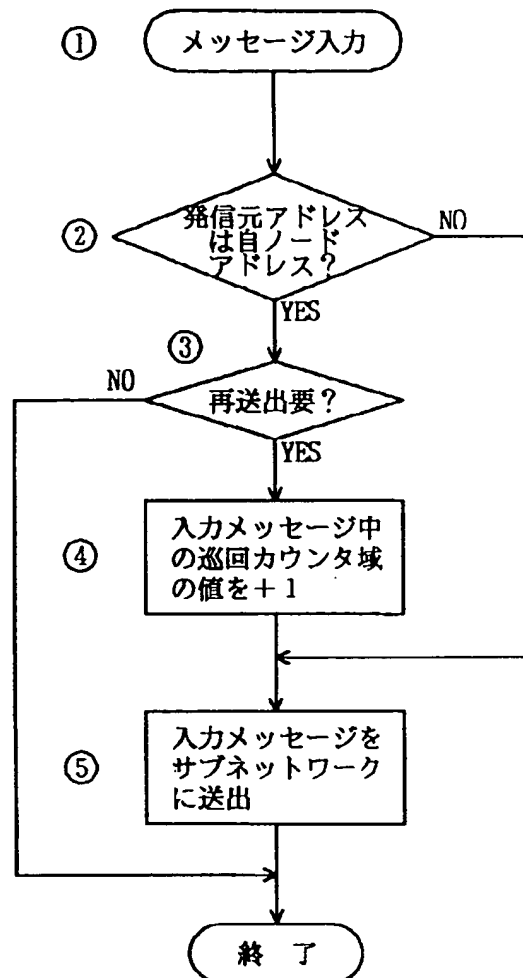 ① メッセージ入力
② 発信元アドレス
は自ノード
アドレス?
NO
YES
③
NO
再送出要?
YES
④ 入力メッセージ中
の巡回カウンタ域
の値を+1
⑤ 入力メッセージを
サブネットワーク
に送出
終 了